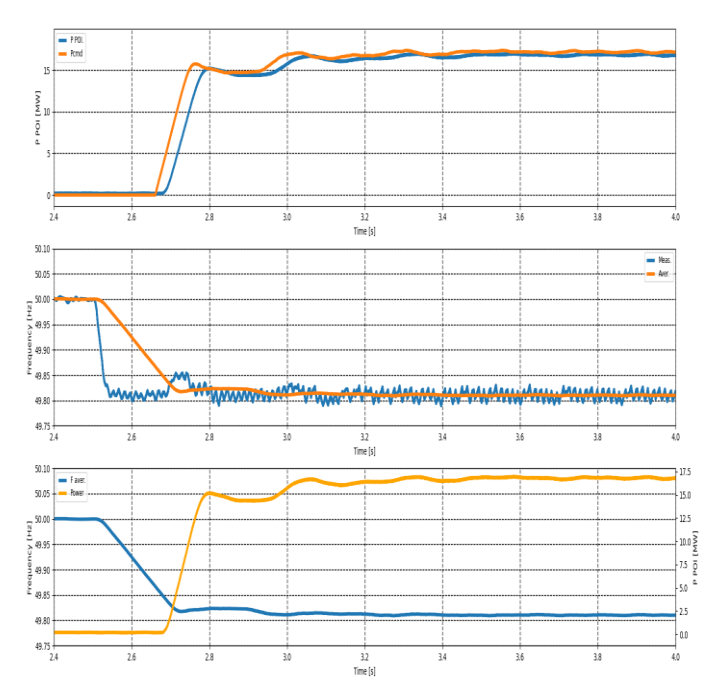 P POI
Pcmd
P POI [MW]
15
10
5
0
2.4 2.6 2.8 3.0 3.2 3.4 3.6 3.8 4.0
Time [s]
Meas.
Aver.
Frequency [Hz]
50.10
50.05
50.00
49.95
49.90
49.85
49.80
49.75
2.4 2.6 2.8 3.0 3.2 3.4 3.6 3.8 4.0
Time [s]
F aver.
Power
Frequency [Hz]
50.10
50.05
50.00
49.95
49.90
49.85
49.80
49.75
17.5
15.0
12.5
10.0
7.5
5.0
2.5
0.0
P POI [MW]
2.4 2.6 2.8 3.0 3.2 3.4 3.6 3.8 4.0
Time [s]